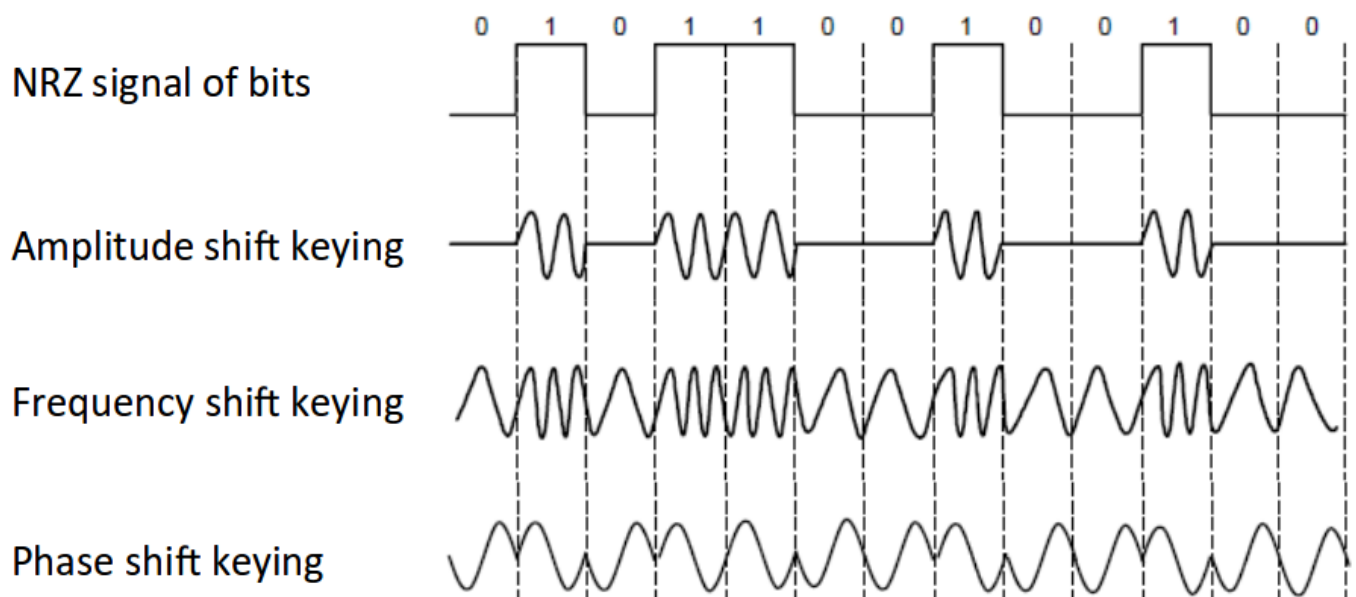 0 1 0 1 1 0 0 1 0 0 1 0 0
NRZ signal of bits
Amplitude shift keying
Frequency shift keying
Phase shift keying